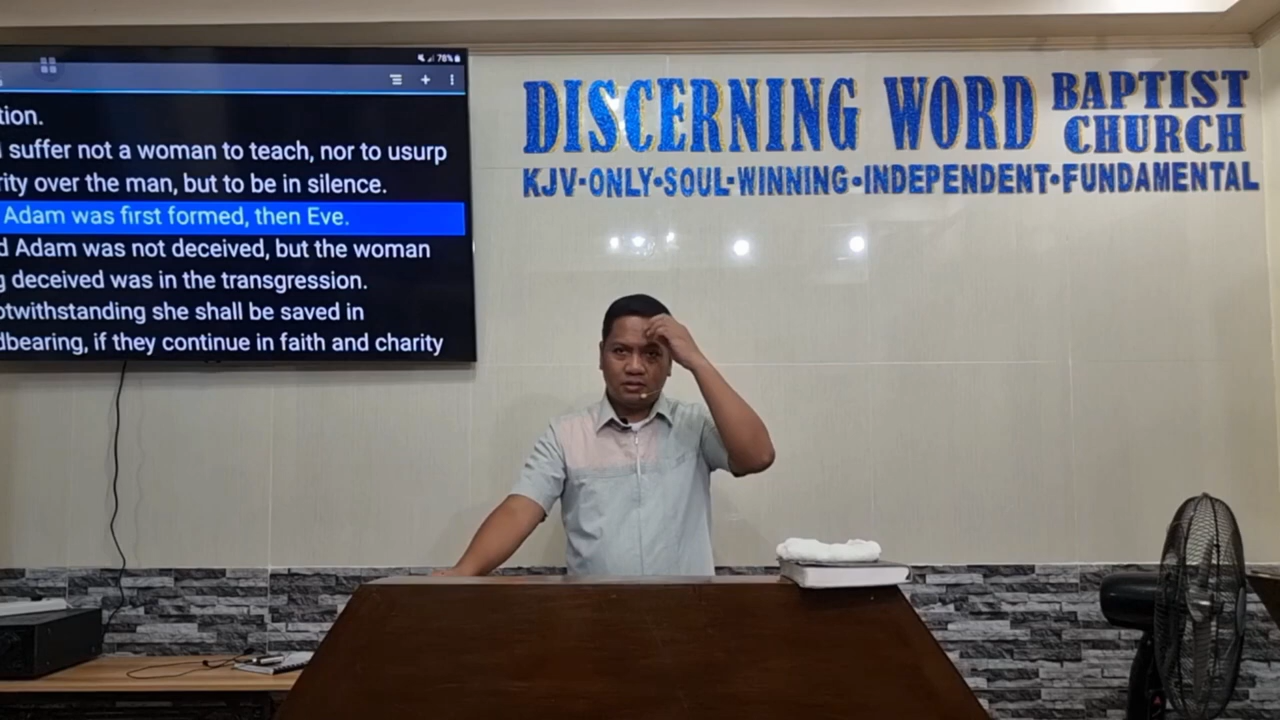 78%
tion.
I suffer not a woman to teach, nor to usurp
rity over the man, but to be in silence.
Adam was first formed, then Eve.
d Adam was not deceived, but the woman
g deceived was in the transgression.
otwithstanding she shall be saved in
dbearing, if they continue in faith and charity
DISCERNING WORD BAPTIST CHURCH
KJV-ONLY•SOUL-WINNING•INDEPENDENT•FUNDAMENTAL